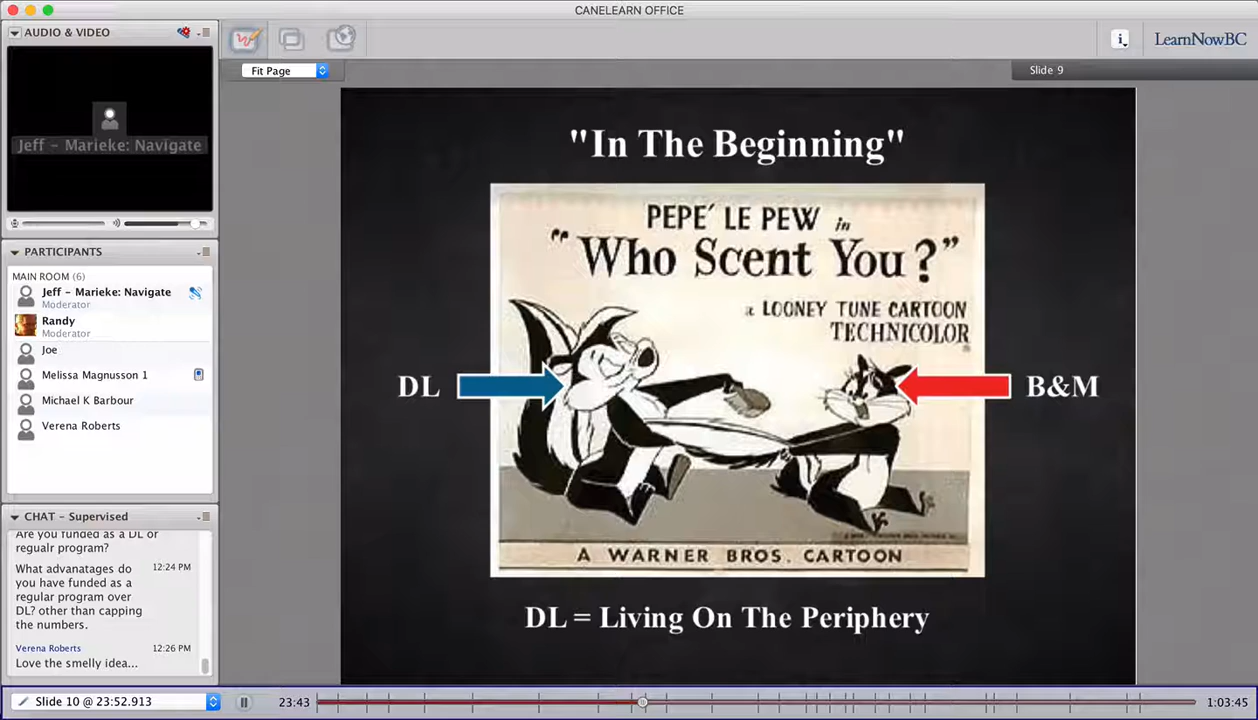 CANELEARN OFFICE
AUDIO & VIDEO
Jeff - Marieke: Navigate
PARTICIPANTS
MAIN ROOM (6)
Jeff - Marieke: Navigate
Moderator
Randy
Moderator
Joe
Melissa Magnusson 1
Michael K Barbour
Verena Roberts
CHAT - Supervised
Are you funded as a DL or
regualr program?
What advanatages do 12:24 PM
you have funded as a
regular program over
DL? other than capping
the numbers.
Verena Roberts 12:26 PM
Love the smelly idea...
Slide 10 @ 23:52.913
23:43
1:03:45
Fit Page
i
LearnNowBC
Slide 9
"In The Beginning"
PEPÉ LE PEW in
"Who Scent You?"
a LOONEY TUNE CARTOON
TECHNICOLOR
DL
B&M
A WARNER BROS. CARTOON
DL = Living On The Periphery